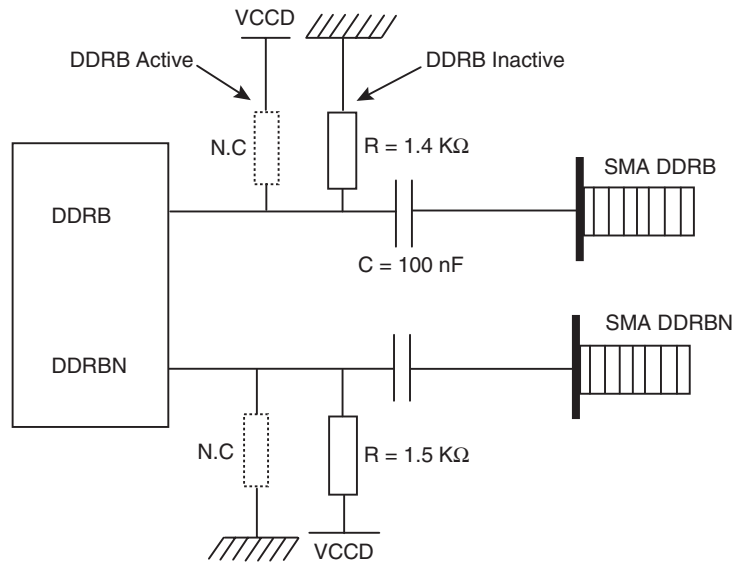 VCCD
DDRB Active
DDRB Inactive
N.C
R = 1.4 KΩ
SMA DDRB
DDRB
C = 100 nF
SMA DDRBN
DDRBN
N.C
R = 1.5 KΩ
VCCD